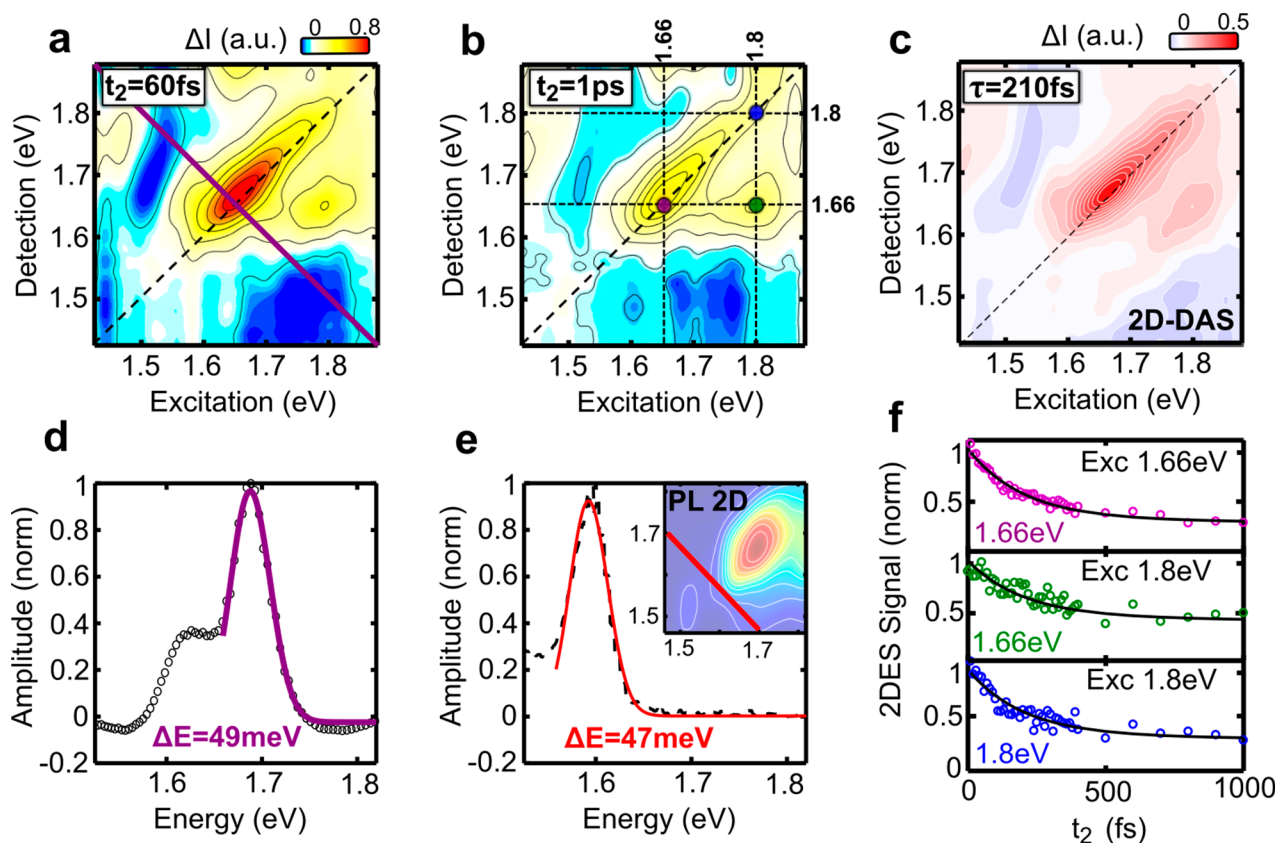 a
ΔI (a.u.)
0
0.8
t2=60fs
Detection (eV)
1.8
1.7
1.6
1.5
1.5
1.6
1.7
1.8
Excitation (eV)
b
1.66
1.8
t2=1ps
Detection (eV)
1.8
1.7
1.6
1.5
1.8
1.66
1.5
1.6
1.7
1.8
Excitation (eV)
c
ΔI (a.u.)
0
0.5
τ=210fs
Detection (eV)
1.8
1.7
1.6
1.5
2D-DAS
1.5
1.6
1.7
1.8
Excitation (eV)
d
Amplitude (norm)
1
0.8
0.6
0.4
0.2
0
-0.2
ΔE=49meV
1.6
1.7
1.8
Energy (eV)
e
Amplitude (norm)
1
0.8
0.6
0.4
0.2
0
-0.2
PL 2D
1.7
1.5
1.5
1.7
ΔE=47meV
1.6
1.7
1.8
Energy (eV)
f
2DES Signal (norm)
Exc 1.66eV
0.5
1.66eV
1
Exc 1.8eV
0.5
1.66eV
1
Exc 1.8eV
0.5
1.8eV
0
0
500
1000
t2 (fs)